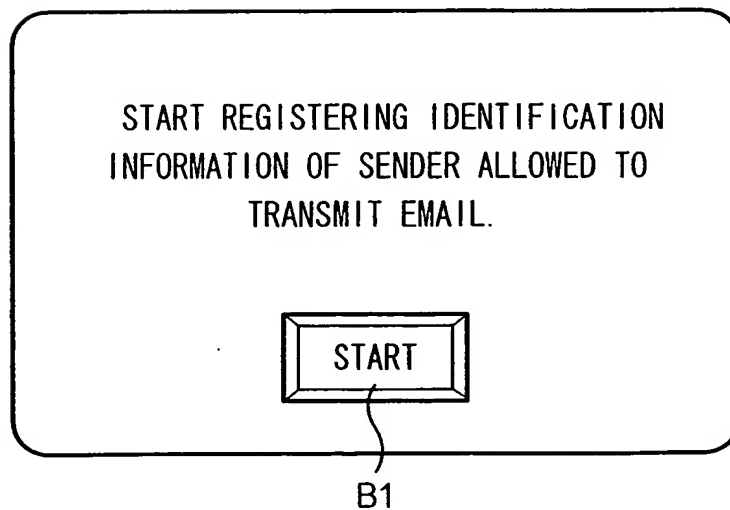 START REGISTERING IDENTIFICATION
INFORMATION OF SENDER ALLOWED TO
TRANSMIT EMAIL.
START
B1